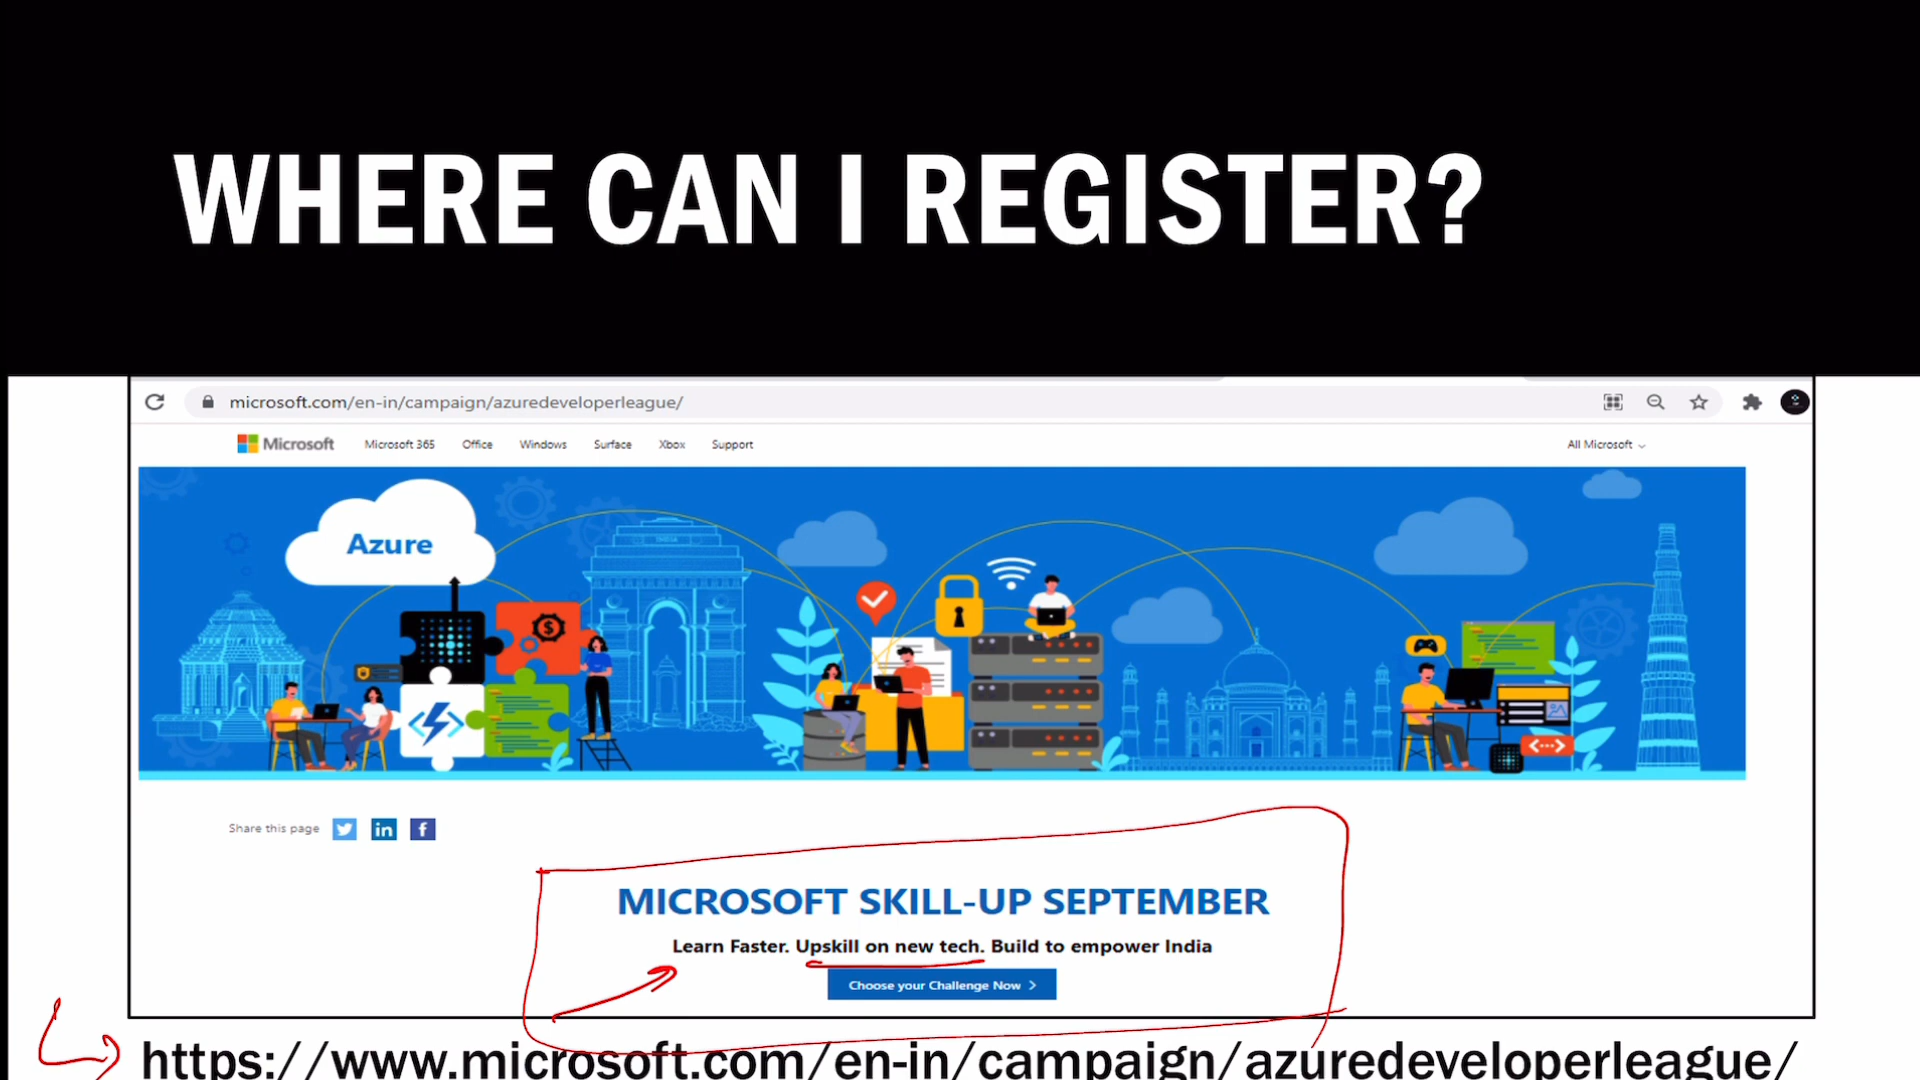 WHERE CAN I REGISTER?
microsoft.com/en-in/campaign/azuredeveloperleague/
Microsoft Microsoft 365 Office Windows Surface Xbox Support All Microsoft
Azure
$
Share this page in f
MICROSOFT SKILL-UP SEPTEMBER
Learn Faster. Upskill on new tech. Build to empower India
Choose your Challenge Now >
https://www.microsoft.com/en-in/campaign/azuredeveloperleague/